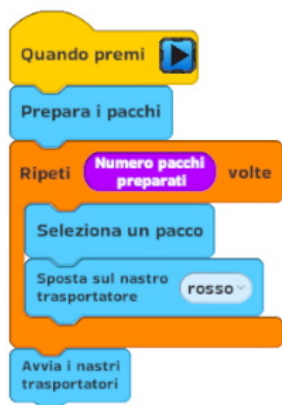 Quando premi
Prepara i pacchi
Ripeti Numero pacchi preparati volte
Seleziona un pacco
Sposta sul nastro trasportatore rosso
Avvia i nastri trasportatori